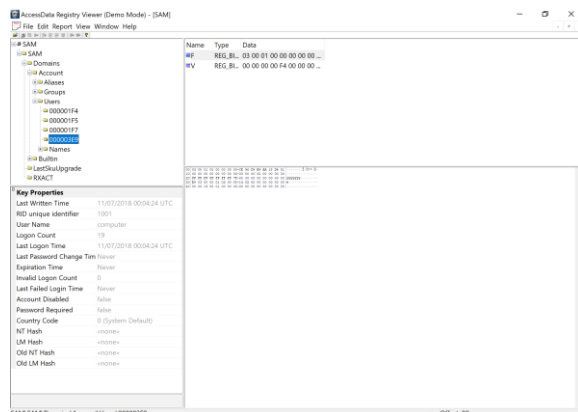 AccessData Registry Viewer (Demo Mode) - [SAM]
File Edit Report View Window Help
SAM
SAM
Domains
Account
Aliases
Groups
Users
000001F4
000001F5
000001F7
000003E9
Names
Builtin
LastSkuUpgrade
RXACT
Name Type Data
F REG_BI... 03 00 01 00 00 00 00 00 ...
V REG_BI... 00 00 00 00 F4 00 00 00 ...
Key Properties
Last Written Time 11/07/2018 00:04:24 UTC
RID unique identifier 1001
User Name computer
Logon Count 19
Last Logon Time 11/07/2018 00:04:24 UTC
Last Password Change Tim Never
Expiration Time Never
Invalid Logon Count 0
Last Failed Login Time Never
Account Disabled false
Password Required false
Country Code 0 (System Default)
NT Hash <none>
LM Hash <none>
Old NT Hash <none>
Old LM Hash <none>